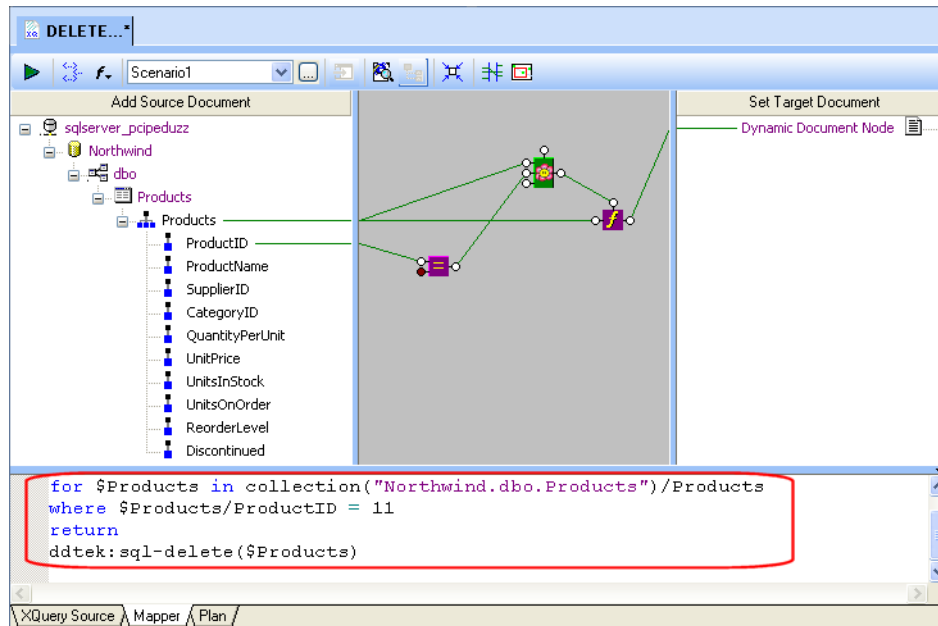 DELETE...*
Scenario1
Add Source Document
Set Target Document
sqlserver_pcipeduzz
Dynamic Document Node
Northwind
dbo
Products
Products
ProductID
ProductName
SupplierID
CategoryID
QuantityPerUnit
UnitPrice
UnitsInStock
UnitsOnOrder
ReorderLevel
Discontinued
for $Products in collection("Northwind.dbo.Products")/Products
where $Products/ProductID = 11
return
ddtek:sql-delete($Products)
XQuery Source Mapper Plan